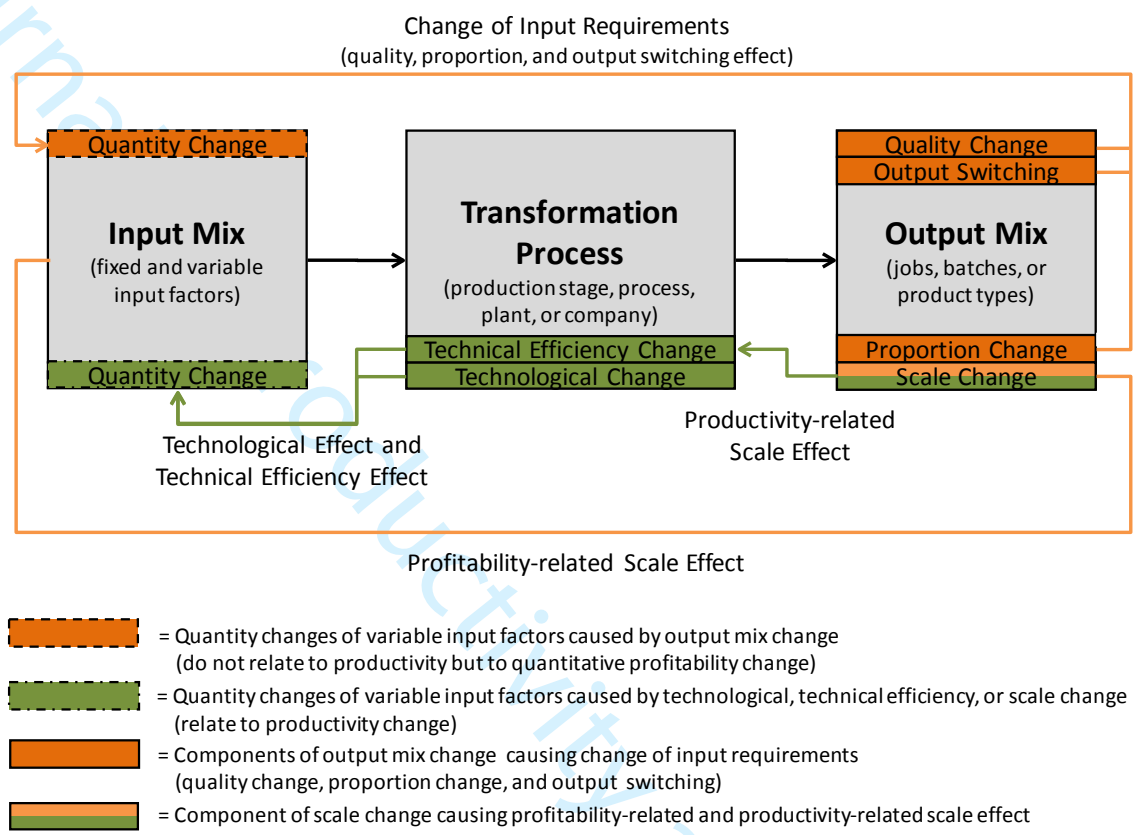 Change of Input Requirements
(quality, proportion, and output switching effect)
Quantity Change
Input Mix
(fixed and variable
input factors)
Quantity Change
Transformation
Process
(production stage, process,
plant, or company)
Technical Efficiency Change
Technological Change
Quality Change
Output Switching
Output Mix
(jobs, batches, or
product types)
Proportion Change
Scale Change
Technological Effect and
Technical Efficiency Effect
Productivity-related
Scale Effect
Profitability-related Scale Effect
= Quantity changes of variable input factors caused by output mix change
(do not relate to productivity but to quantitative profitability change)
= Quantity changes of variable input factors caused by technological, technical efficiency, or scale change
(relate to productivity change)
= Components of output mix change causing change of input requirements
(quality change, proportion change, and output switching)
= Component of scale change causing profitability-related and productivity-related scale effect